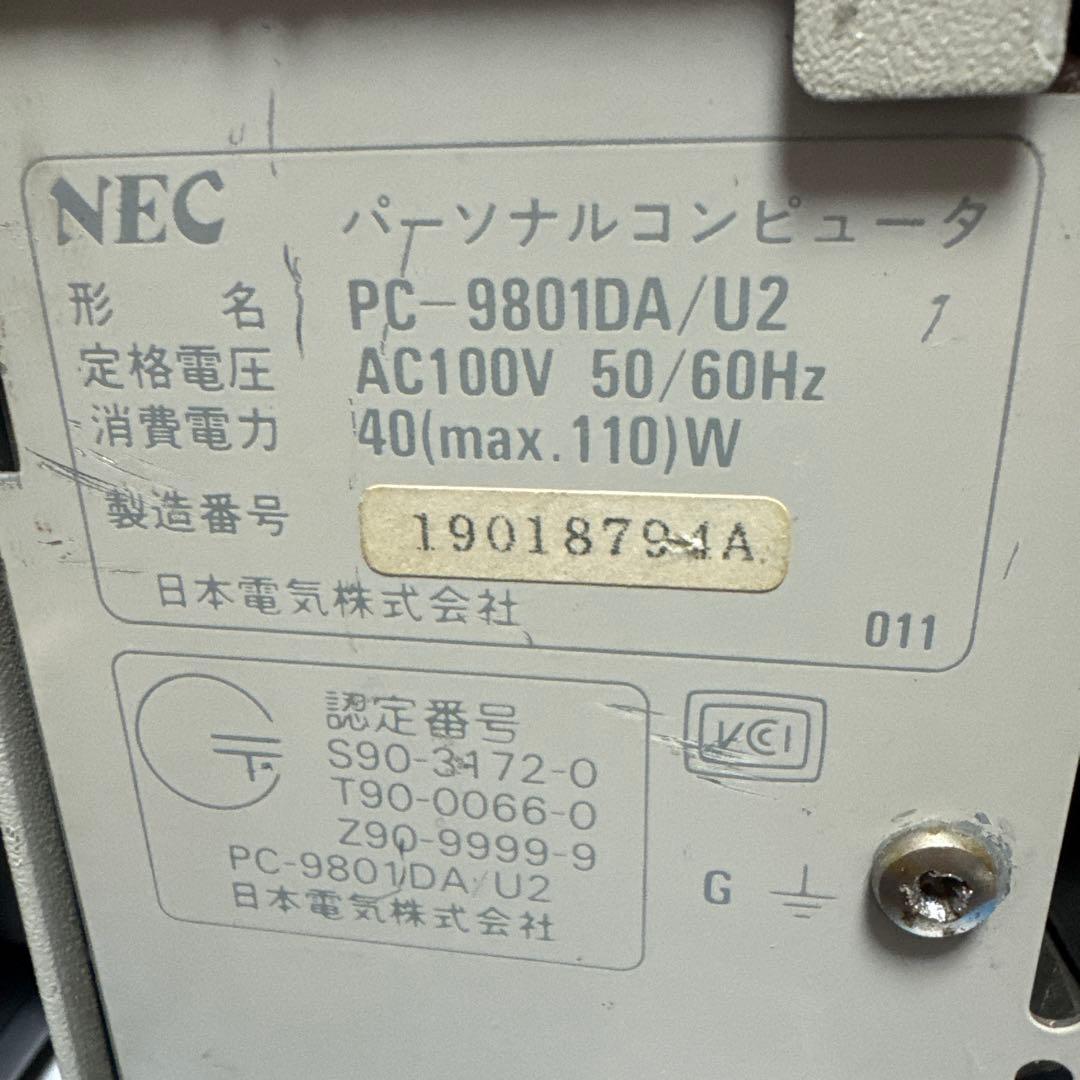 NEC パーソナルコンピュータ
形 名 PC-9801DA/U2
定格電圧 AC100V 50/60Hz
消費電力 40(max.110)W
製造番号
日本電気株式会社
011
認定番号
S90-3172-0
T90-0066-0
Z90-9999-9
PC-9801DA/U2
日本電気株式会社
VCCI
G